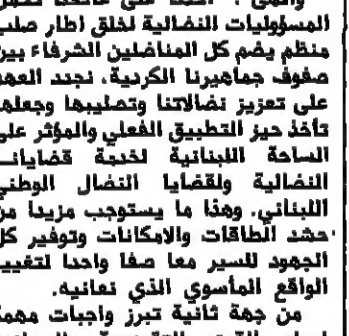 المسؤوليات النضالية لخلق اطار صلب
منظم يضم كل المناضلين الشرفاء بين
صفوف جماهيرنا الكردية، نجدد العهد
على تعزيز نضالاتنا وتصليبها وجعلها
تأخذ حيز التطبيق الفعلي والمؤثر على
الساحة اللبنانية لخدمة قضايانا
النضالية ولقضايا النضال الوطني
اللبناني. وهذا ما يستوجب مزيدا من
حشد الطاقات والامكانات وتوفير كل
الجهود للسير معا صفا واحدا لتغيير
الواقع المأسوي الذي نعانيه.
من جهة ثانية تبرز واجبات مهمة